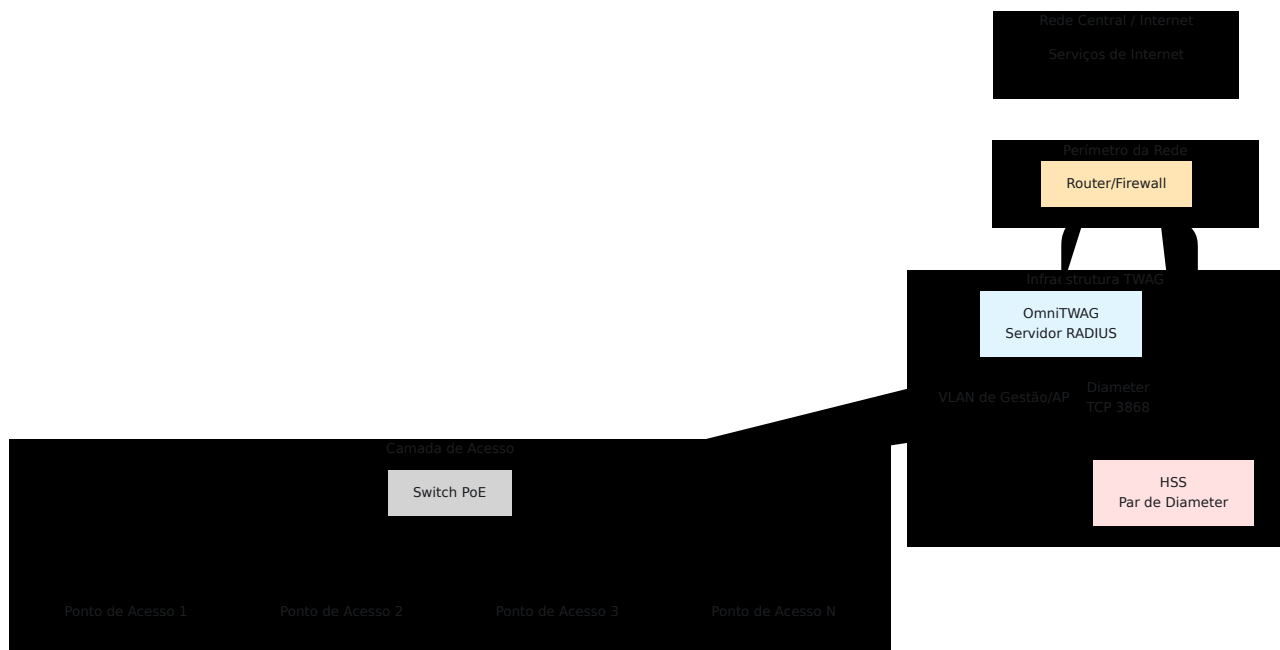 Rede Central / Internet
Serviços de Internet
Perímetro da Rede
Router/Firewall
Infraestrutura TWAG
OmniTWAG
Servidor RADIUS
VLAN de Gestão/AP
Diameter
TCP 3868
Camada de Acesso
Switch PoE
HSS
Par de Diameter
Ponto de Acesso 1
Ponto de Acesso 2
Ponto de Acesso 3
Ponto de Acesso N